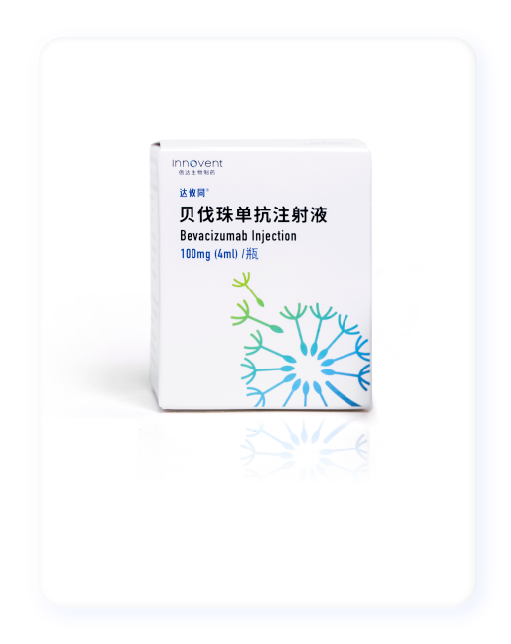 Innovent
信达生物制药
达攸同®
贝伐珠单抗注射液
Bevacizumab Injection
100mg (4ml) /瓶